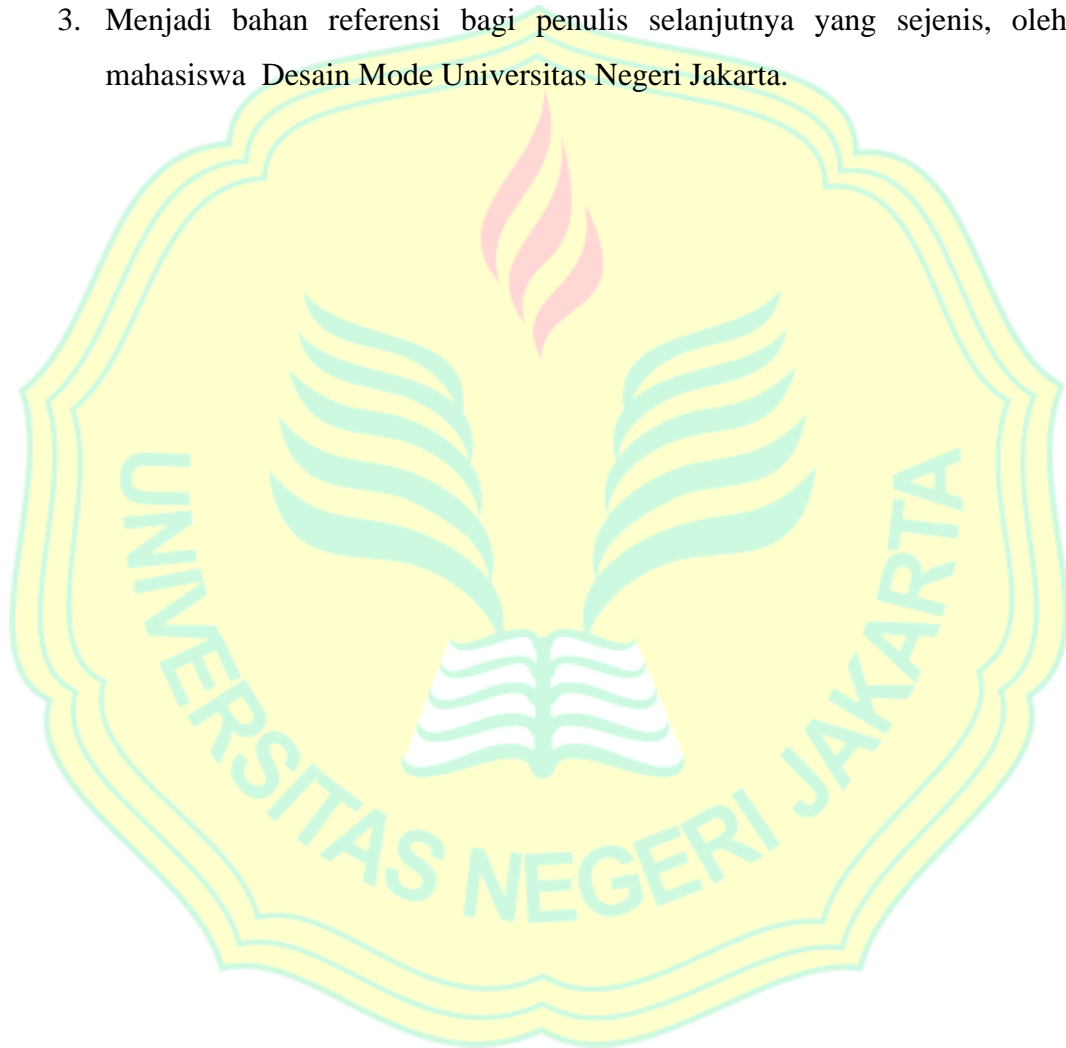 3. Menjadi bahan referensi bagi penulis selanjutnya yang sejenis, oleh
mahasiswa Desain Mode Universitas Negeri Jakarta.
UNIVERSITAS NEGERI JAKARTA